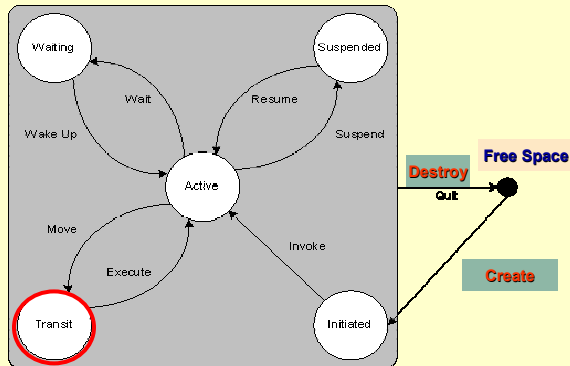 Waiting
Suspended
Wait
Resume
Wake Up
Suspend
Free Space
Destroy
Quit
Active
Move
Invoke
Execute
Create
Transit
Initiated